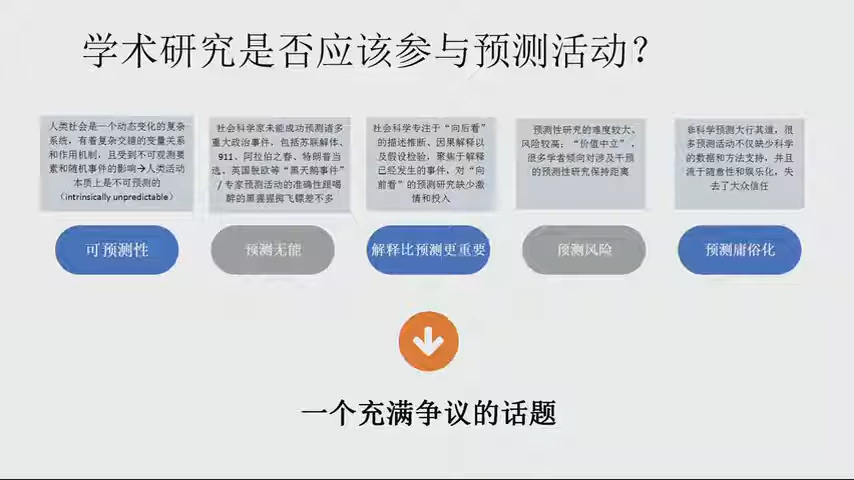 学术研究是否应该参与预测活动？
人类社会是一个动态变化的复杂
系统，有着复杂交错的变量关系
和作用机制，且受到不可观测要
素和随机事件的影响→人类活动
本质上是不可预测的
（intrinsically unpredictable）
可预测性
社会科学家未能成功预测诸多
重大政治事件，包括苏联解体、
911、阿拉伯之春、特朗普当
选、英国脱欧等“黑天鹅事件”
/ 专家预测活动的准确性跟喝
醉的黑猩猩掷飞镖差不多
预测无能
社会科学专注于“向后看”
的描述推断、因果解释以
及假设检验，聚焦于解释
已经发生的事件，对“向
前看”的预测研究缺少激
情和投入
解释比预测更重要
预测性研究的难度较大、
风险较高；“价值中立”，
很多学者倾向对涉及干预
的预测性研究保持距离
预测风险
非科学预测大行其道，很
多预测活动不仅缺少科学
的数据和方法支持，并且
流于随意性和娱乐化，失
去了大众信任
预测庸俗化
一个充满争议的话题